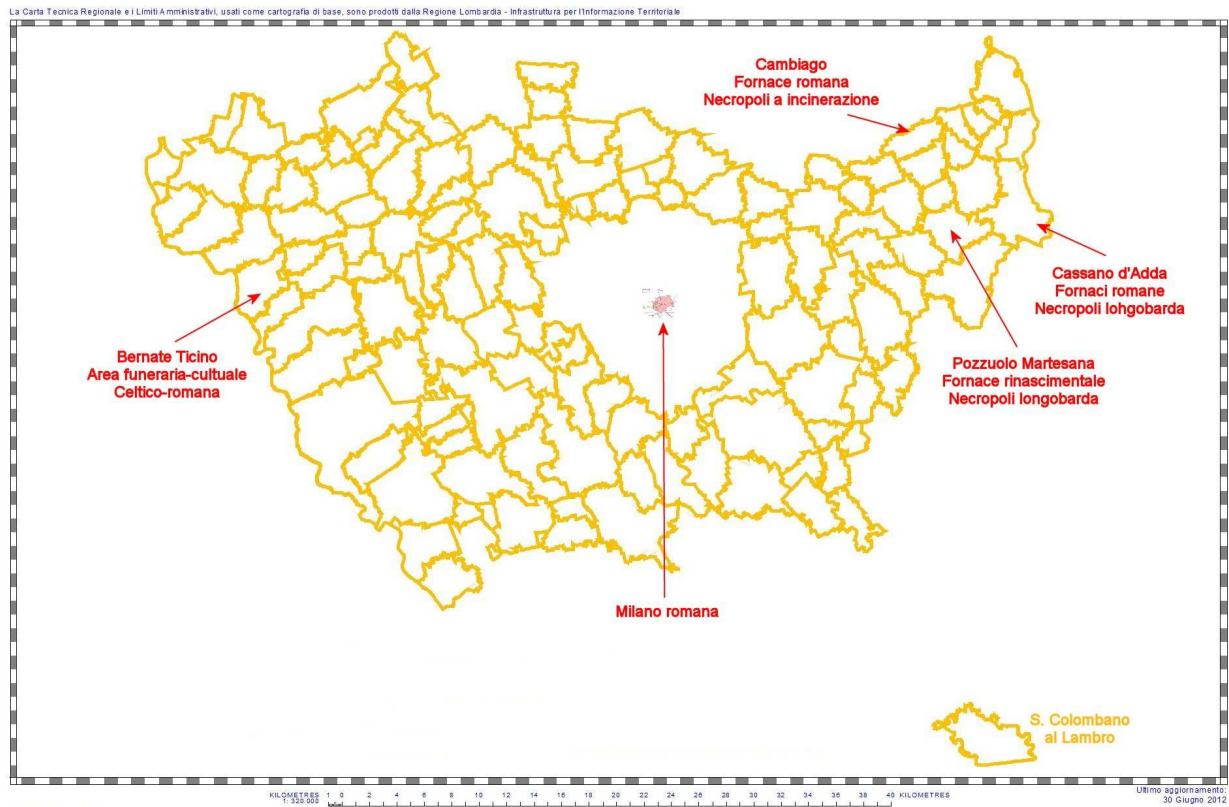 La Carta Tecnica Regionale e i Limiti Amministrativi, usati come cartografia di base, sono prodotti dalla Regione Lombardia - Infrastruttura per l'Informazione Territoriale
Cambiago
Fornace romana
Necropoli a incinerazione
Cassano d'Adda
Fornaci romane
Necropoli lohgobarda
Bernate Ticino
Area funeraria-cultuale
Celtico-romana
Pozzuolo Martesana
Fornace rinascimentale
Necropoli longobarda
Milano romana
S. Colombano
al Lambro
KILOMETRES 1 0 2 4 6 8 10 12 14 16 18 20 22 24 26 28 30 32 34 36 38 40 KILOMETRES
1: 320.000
Ultimo aggiornamento:
30 Giugno 2012